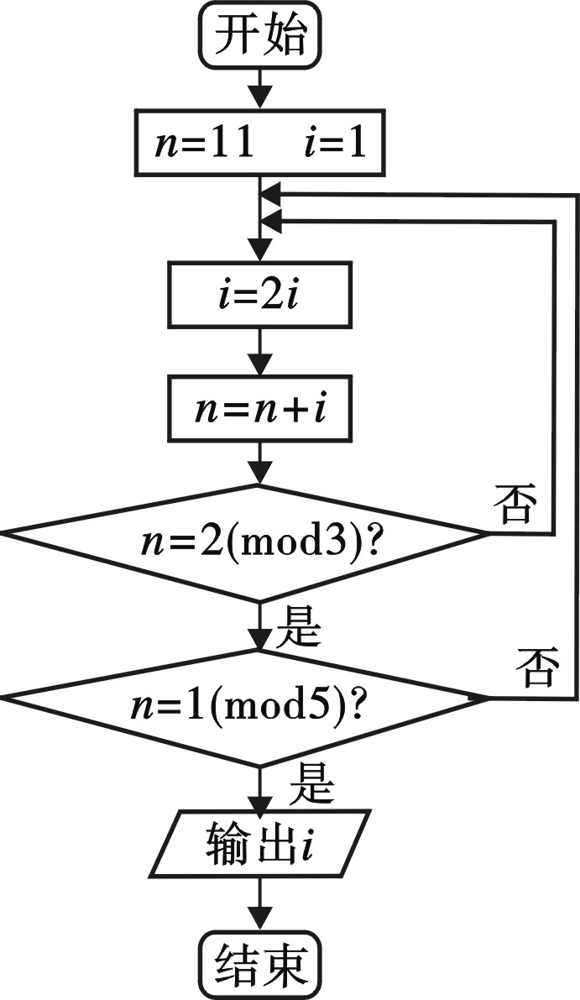 开始
n=11 i=1
i=2i
n=n+i
否
n=2(mod3)?
是
否
n=1(mod5)?
是
输出i
结束